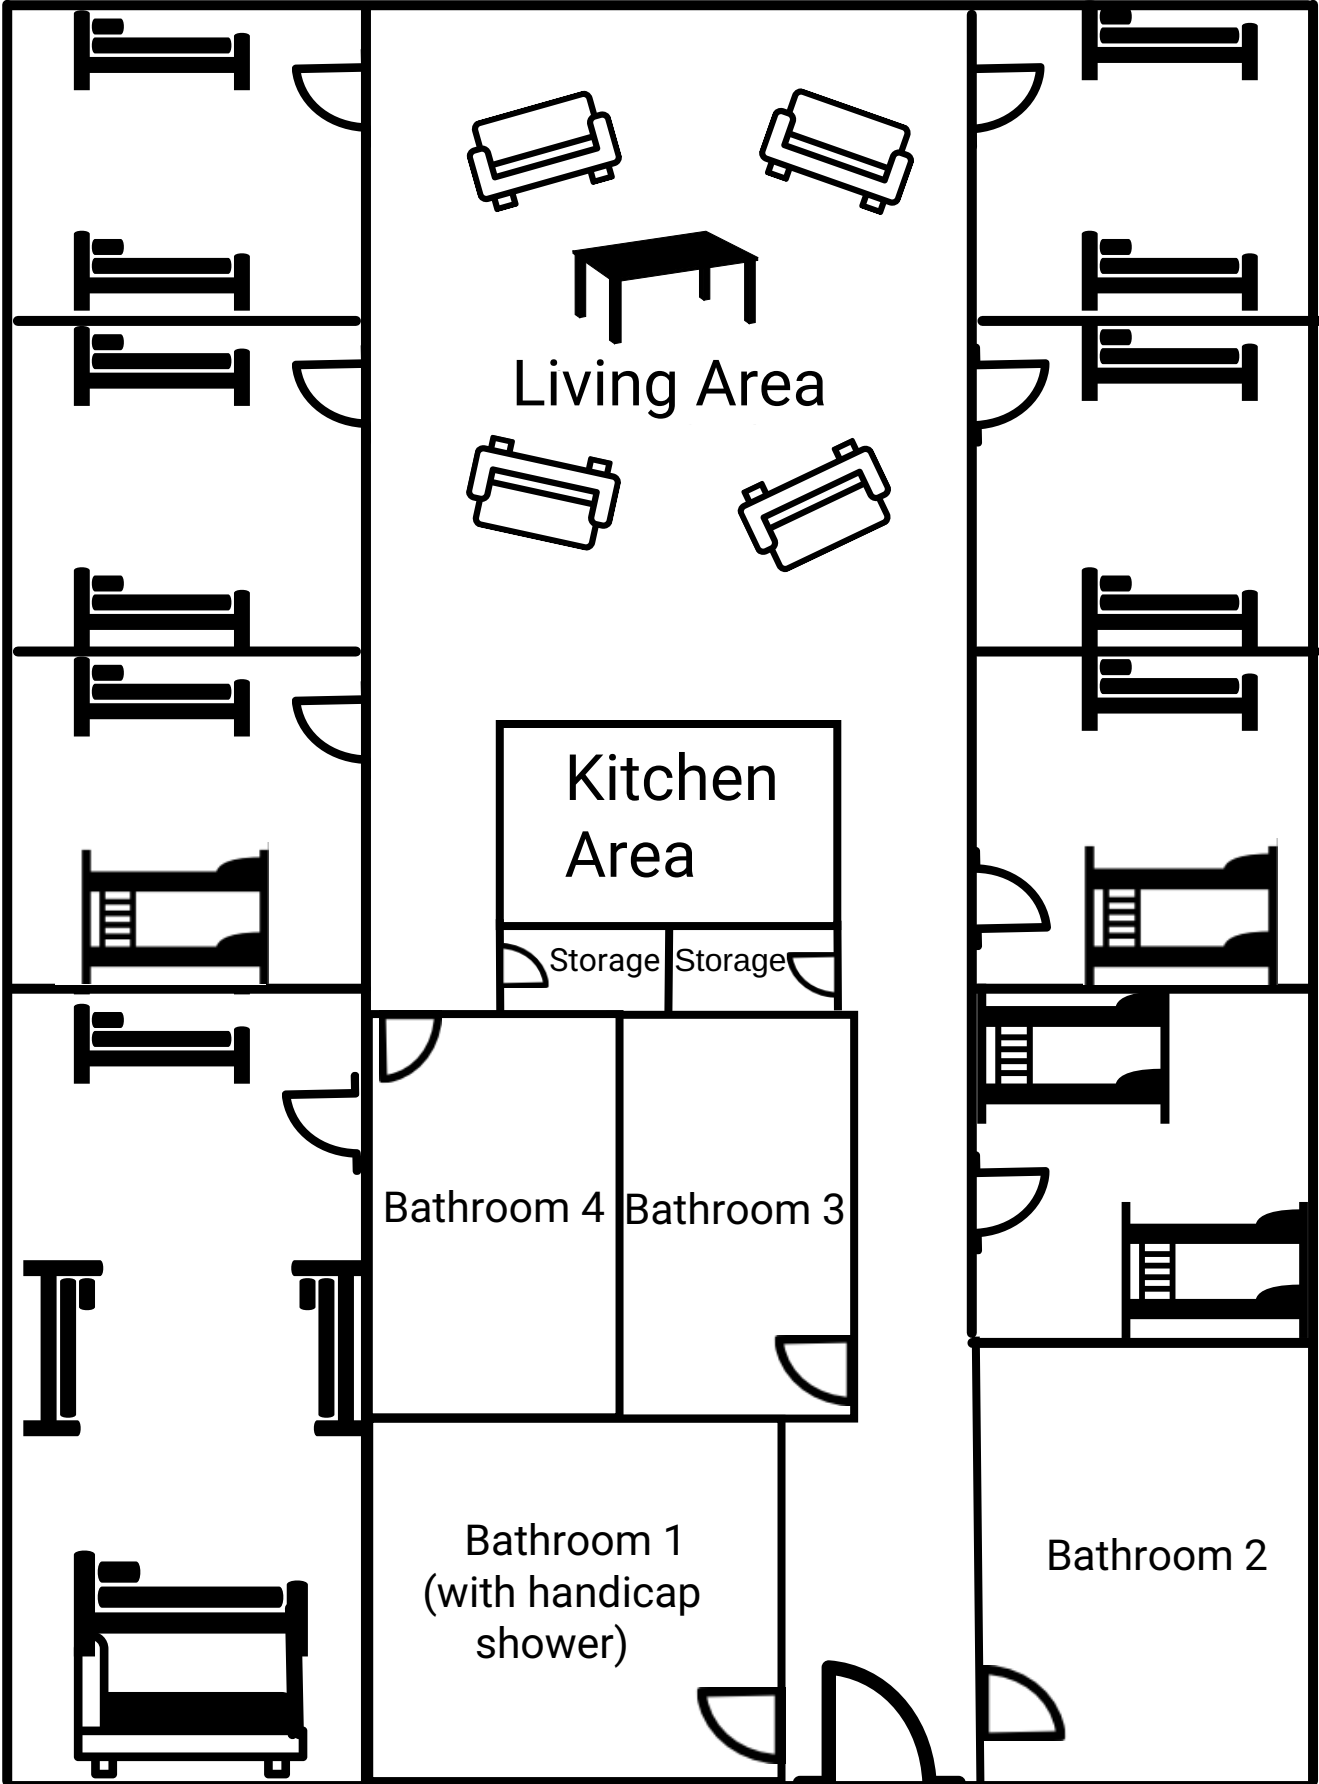 Living Area
Kitchen
Area
Storage
Storage
Bathroom 4
Bathroom 3
Bathroom 1
(with handicap
shower)
Bathroom 2